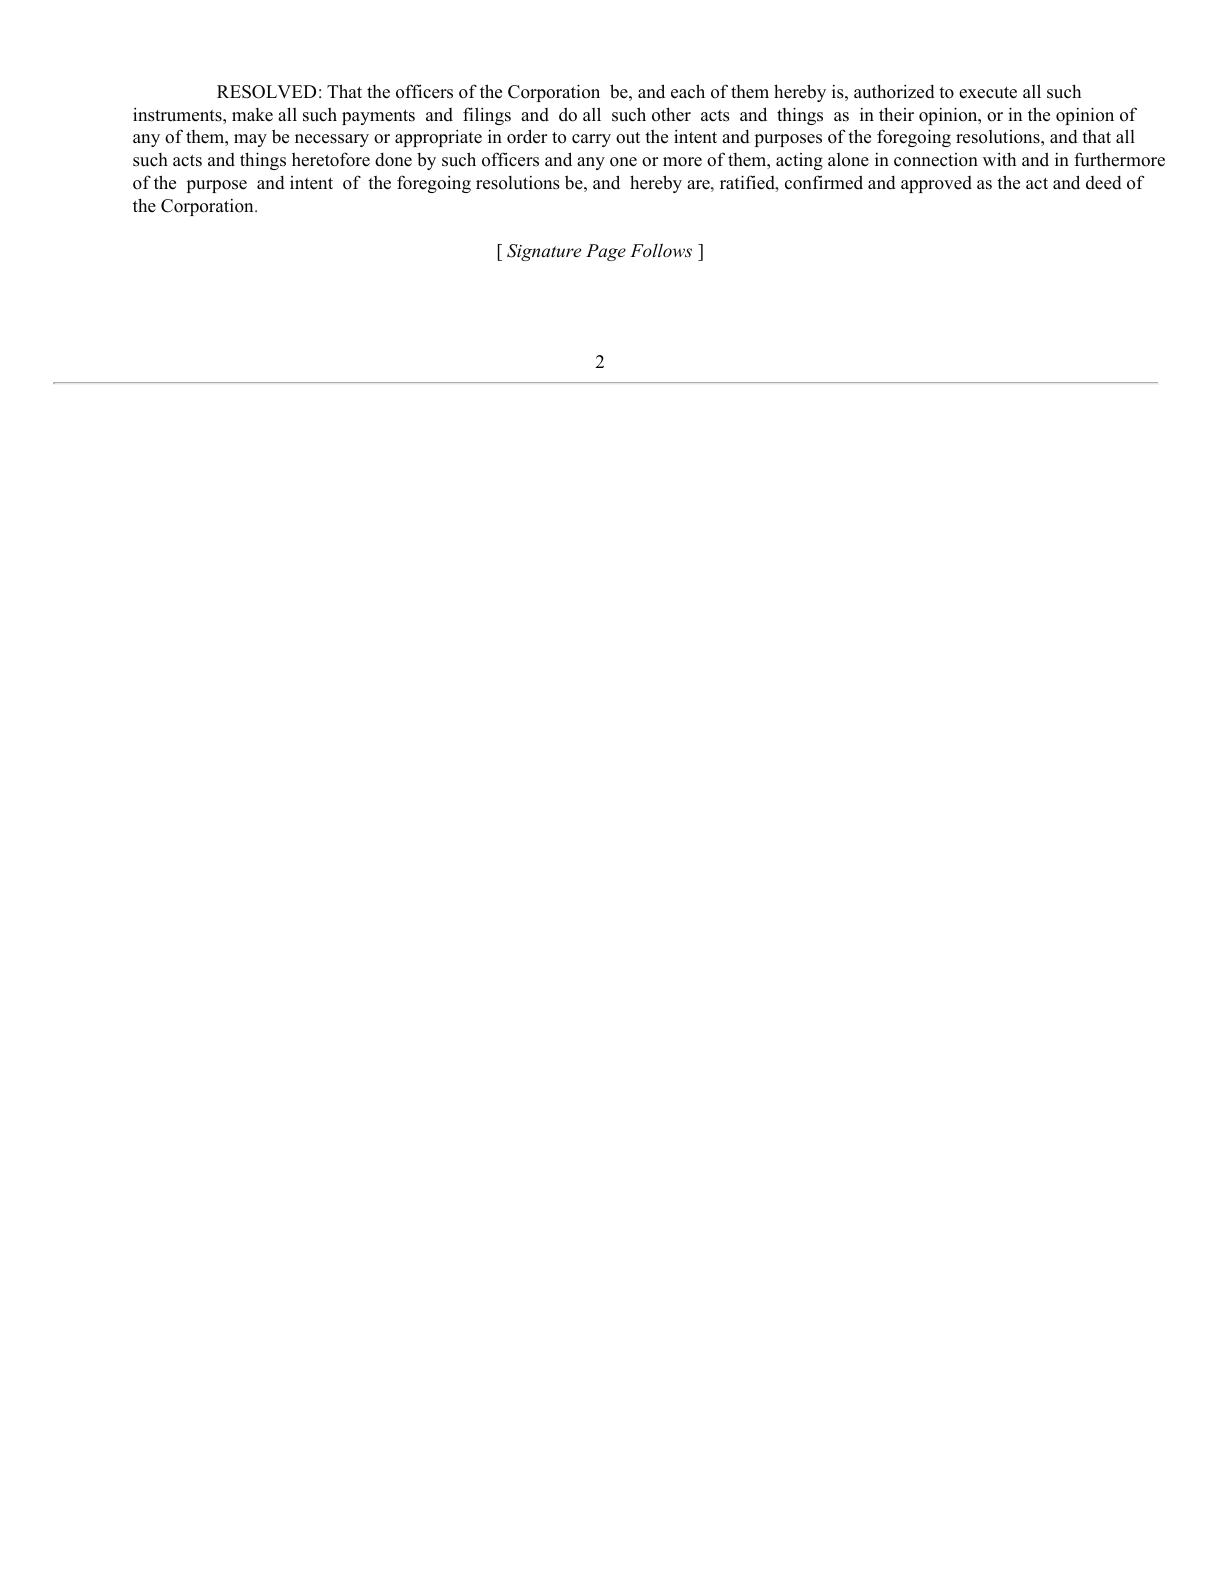 RESOLVED: That the officers of the Corporation be, and each of them hereby is, authorized to execute all such
instruments, make all such payments and filings and do all such other acts and things as in their opinion, or in the opinion of
any of them, may be necessary or appropriate in order to carry out the intent and purposes of the foregoing resolutions, and that all
such acts and things heretofore done by such officers and any one or more of them, acting alone in connection with and in furthermore
of the purpose and intent of the foregoing resolutions be, and hereby are, ratified, confirmed and approved as the act and deed of
the Corporation.
[ Signature Page Follows ]
2